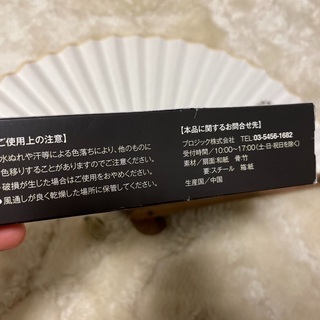 ご使用上の注意】
水ぬれや汗等による色落ちにより、他のものに
色移りすることがありますのでご注意ください。
破損が生じた場合はご使用をおやめください。
●風通しが良く乾燥した場所に保管してください。
【本品に関するお問合せ先】
プロジック株式会社 TEL 03-5456-1682
受付時間/10:00〜17:00(土・日・祝日を除く)
素材/扇面:和紙 骨:竹
要:スチール 箱:紙
生産国/中国